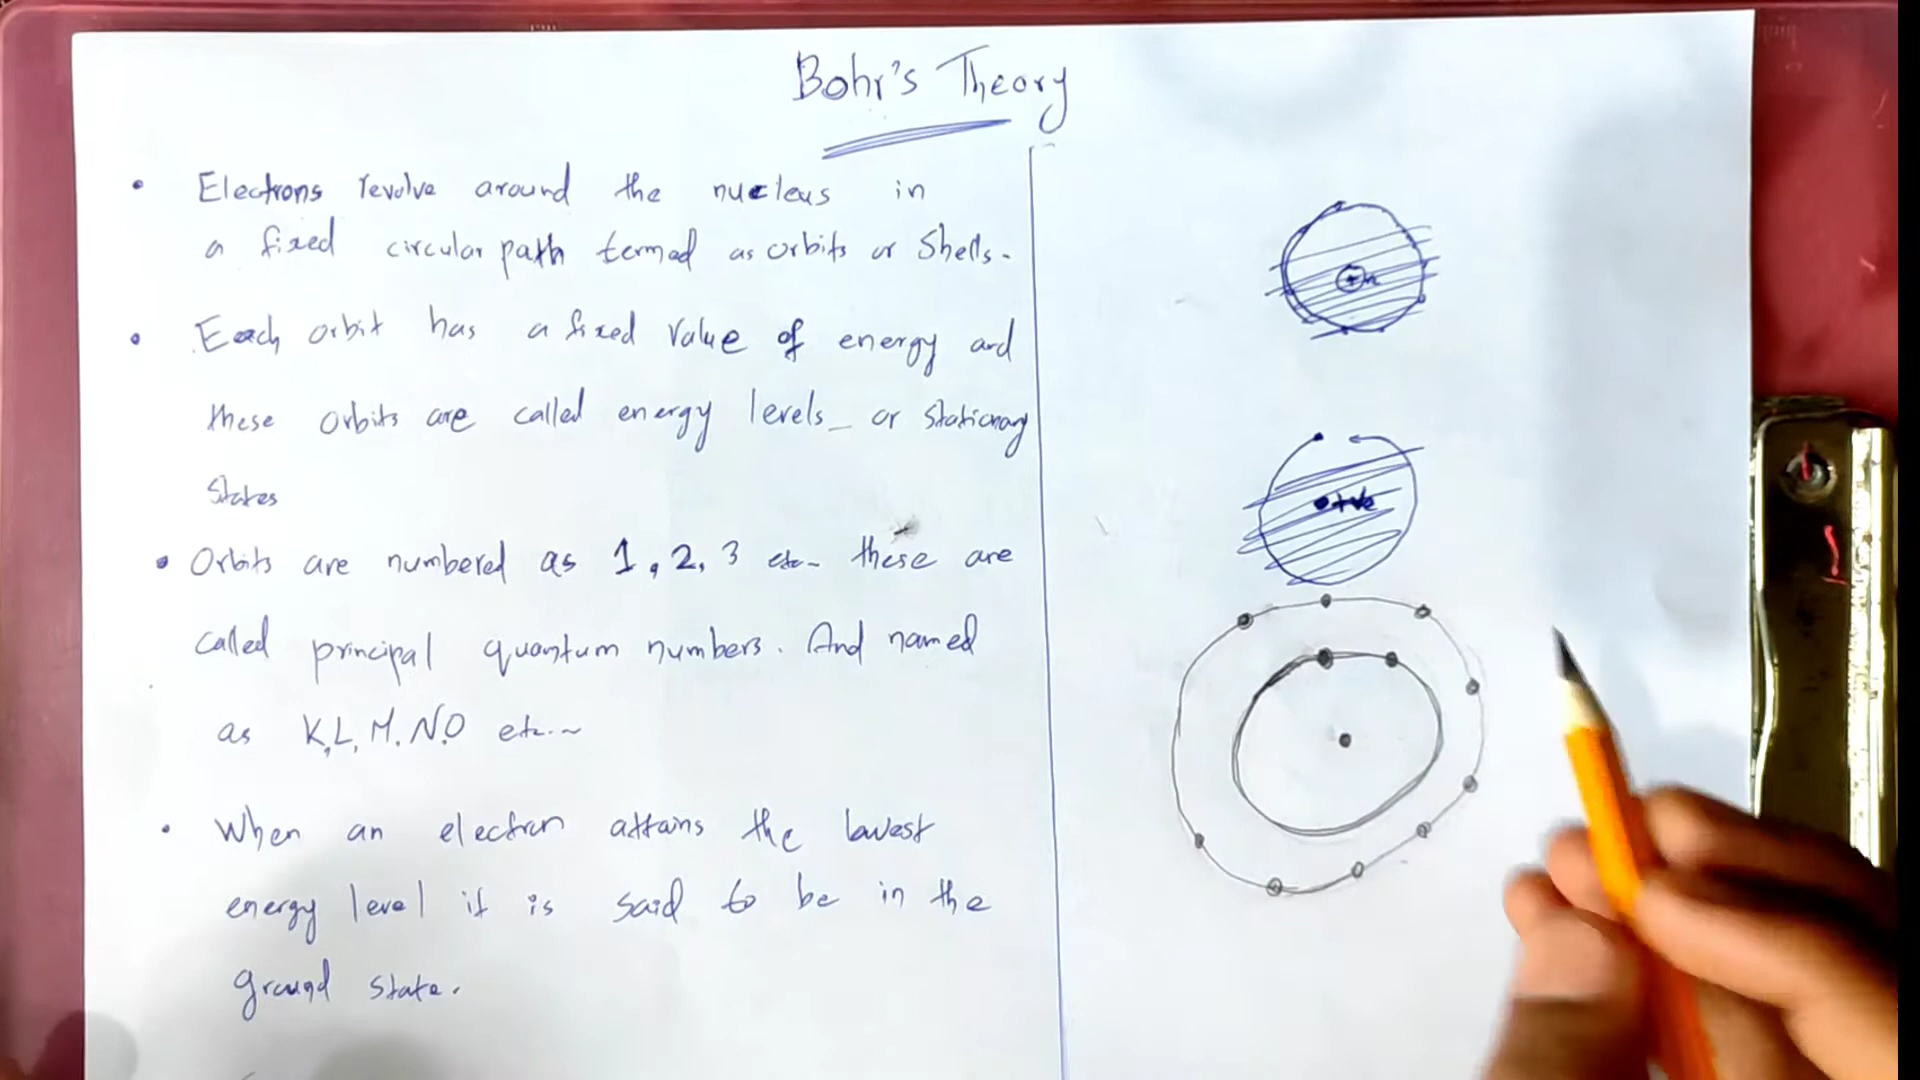 Bohr's Theory
• Electrons revolve around the nucleus in
a fixed circular path termed as orbits or Shells.
• Each orbit has a fixed value of energy and
these orbits are called energy levels or stationary
states
• Orbits are numbered as 1, 2, 3 etc. these are
called principal quantum numbers. And named
as K, L, M, N, O etc..
• When an electron attains the lowest
energy level it is said to be in the
ground state.
+ve